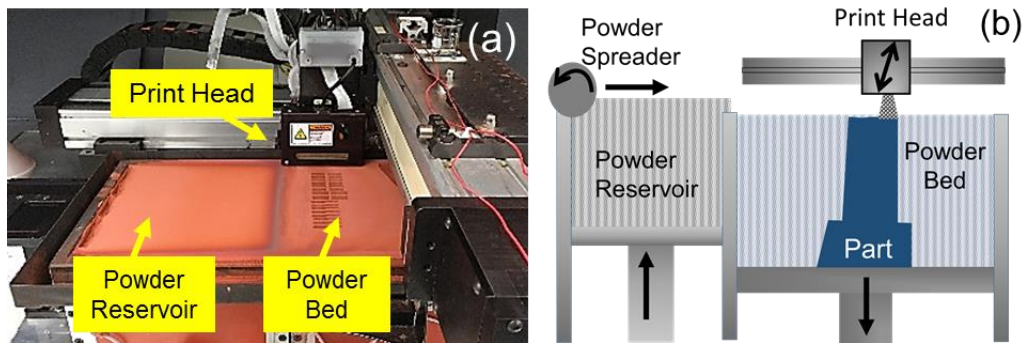 (a)
Print Head
Powder
Reservoir
Powder
Bed
Print Head
(b)
Powder
Spreader
Powder
Reservoir
Powder
Bed
Part